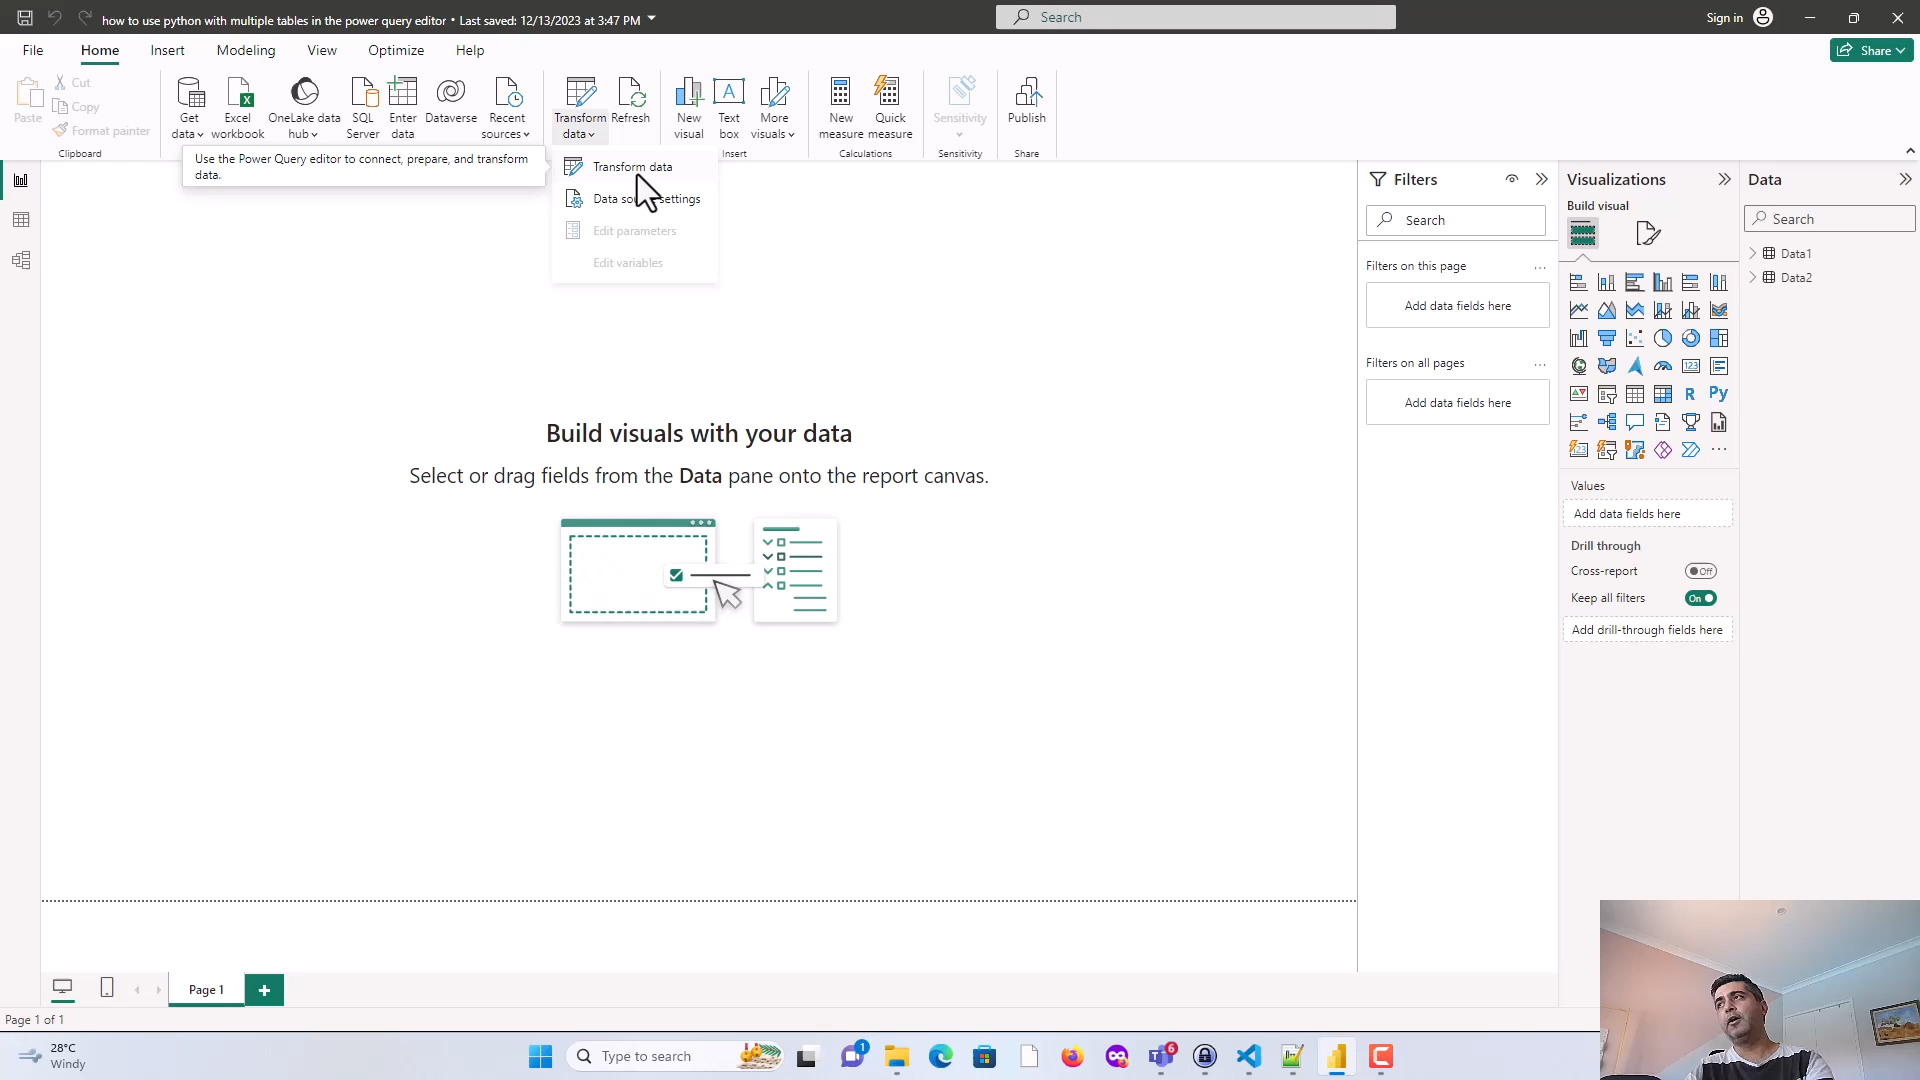 how to use python with multiple tables in the power query editor • Last saved: 12/13/2023 at 3:47 PM
Search
Sign in
File
Home
Insert
Modeling
View
Optimize
Help
Share
Paste
Cut
Copy
Format painter
Clipboard
Get data
Excel workbook
OneLake data hub
SQL Server
Enter data
Dataverse
Recent sources
Transform data
Refresh
New visual
A
Text box
More visuals
Insert
New measure
Quick measure
Calculations
Sensitivity
Sensitivity
Publish
Share
Use the Power Query editor to connect, prepare, and transform
data.
Transform data
Data source settings
Edit parameters
Edit variables
Build visuals with your data
Select or drag fields from the Data pane onto the report canvas.
Filters
Search
Filters on this page
Add data fields here
Filters on all pages
Add data fields here
Visualizations
Build visual
123
R
Py
123
Values
Add data fields here
Drill through
Cross-report
Off
Keep all filters
On
Add drill-through fields here
Data
Search
Data1
Data2
Page 1
Page 1 of 1
28°C
Windy
Type to search
1
6